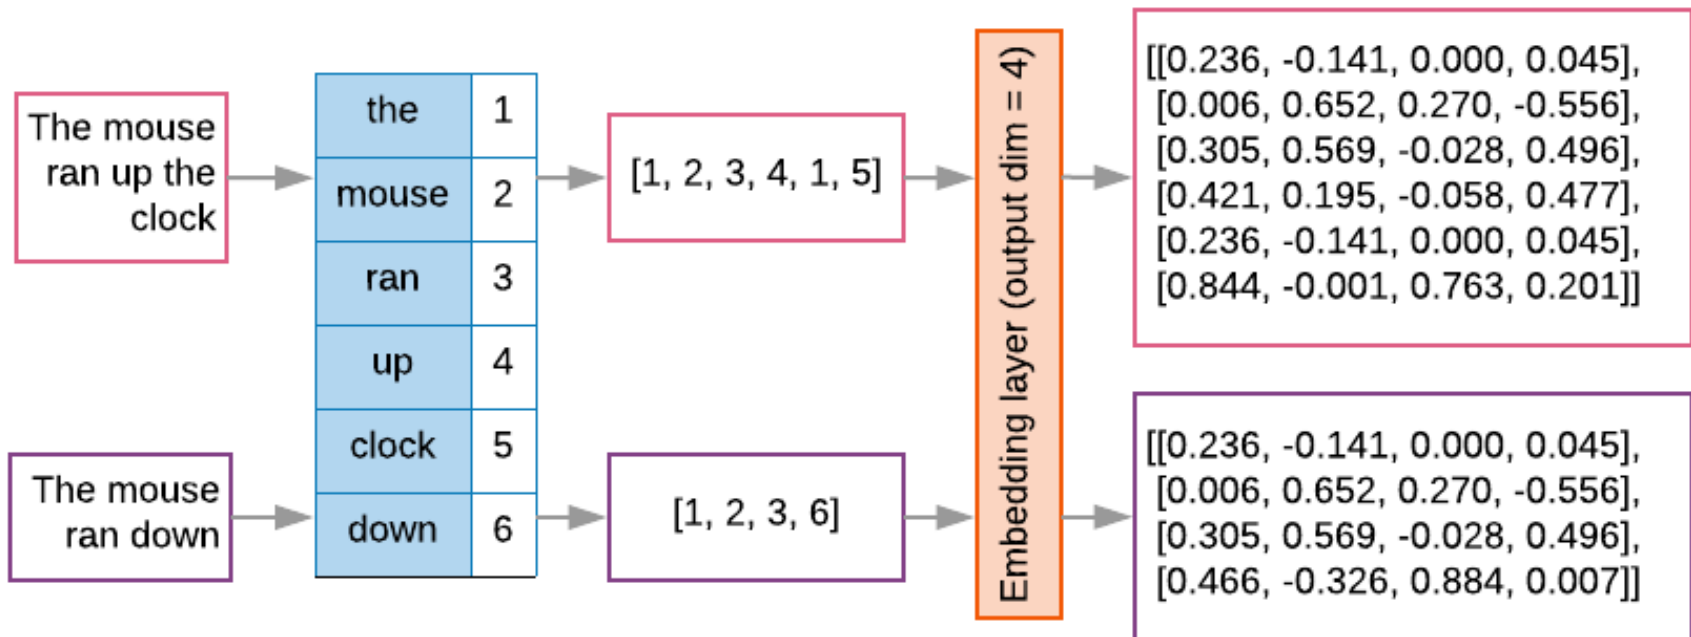 The mouse
ran up the
clock
the 1
mouse 2
ran 3
up 4
clock 5
down 6
[1, 2, 3, 4, 1, 5]
Embedding layer (output dim = 4)
[[0.236, -0.141, 0.000, 0.045],
[0.006, 0.652, 0.270, -0.556],
[0.305, 0.569, -0.028, 0.496],
[0.421, 0.195, -0.058, 0.477],
[0.236, -0.141, 0.000, 0.045],
[0.844, -0.001, 0.763, 0.201]]
The mouse
ran down
[1, 2, 3, 6]
[[0.236, -0.141, 0.000, 0.045],
[0.006, 0.652, 0.270, -0.556],
[0.305, 0.569, -0.028, 0.496],
[0.466, -0.326, 0.884, 0.007]]